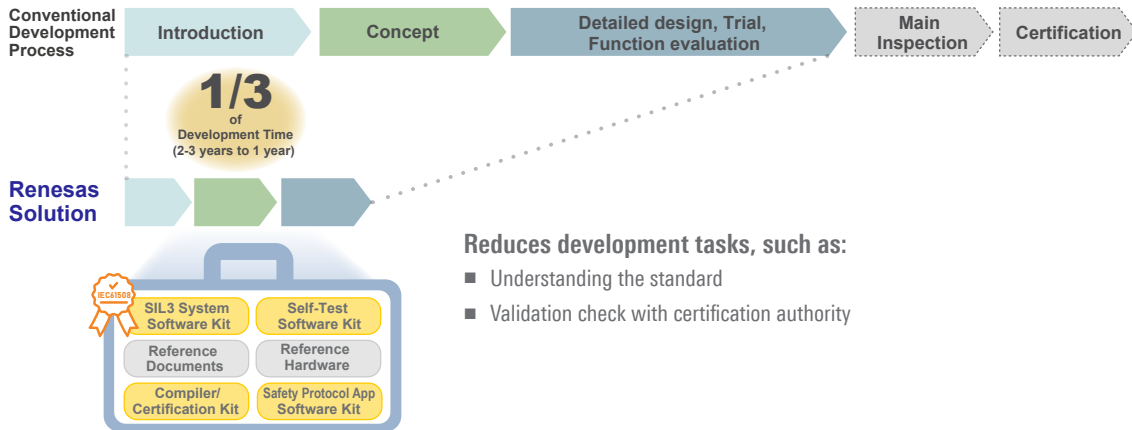 Conventional
Development
Process
Introduction
Concept
Detailed design, Trial,
Function evaluation
Main
Inspection
Certification
1/3
of
Development Time
(2-3 years to 1 year)
Renesas
Solution
Reduces development tasks, such as:
■ Understanding the standard
■ Validation check with certification authority
IEC61508
SIL3 System
Software Kit
Self-Test
Software Kit
Reference
Documents
Reference
Hardware
Compiler/
Certification Kit
Safety Protocol App
Software Kit